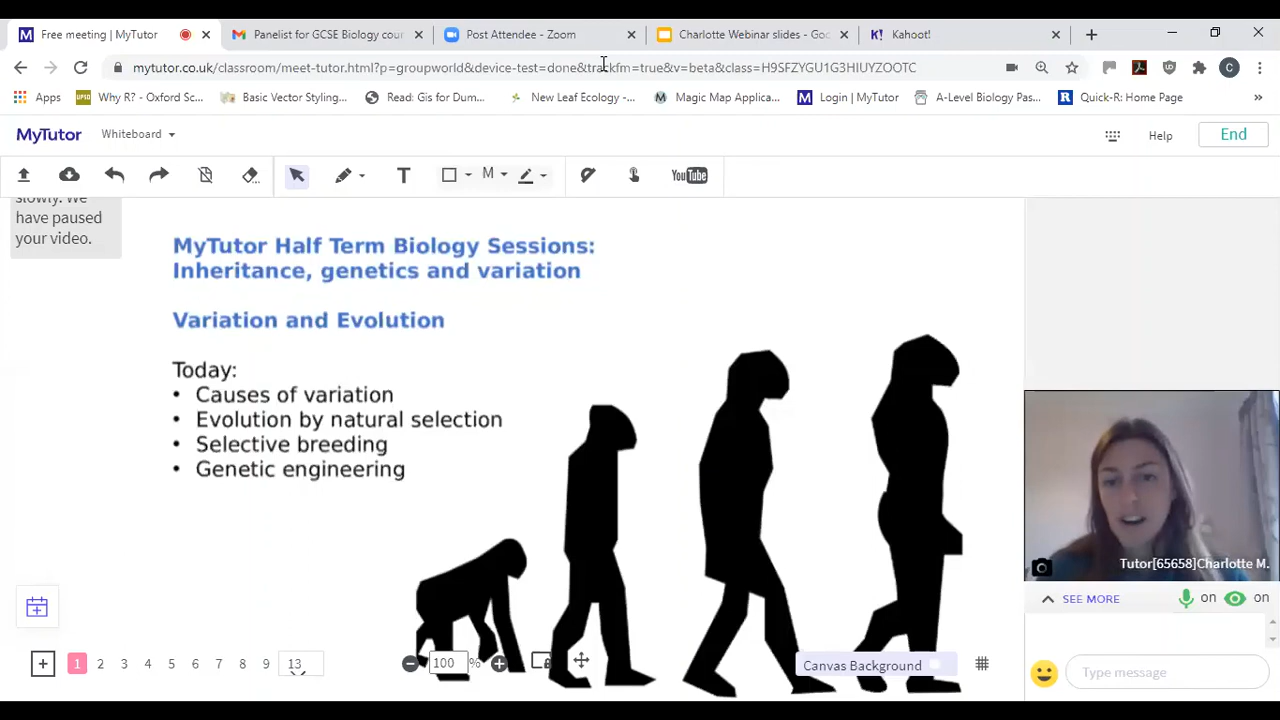 Free meeting | MyTutor
Panelist for GCSE Biology cour
Post Attendee - Zoom
Charlotte Webinar slides - Goo
K! Kahoot!
mytutor.co.uk/classroom/meet-tutor.html?p=groupworld&device-test=done&trackfm=true&v=beta&class=H9SFZYGU1G3HIUYZOOTC
Apps
Why R? - Oxford Sc...
Basic Vector Styling...
Read: Gis for Dum...
New Leaf Ecology -...
Magic Map Applica...
Login | MyTutor
A-Level Biology Pas...
Quick-R: Home Page
»
MyTutor
Whiteboard
Help
End
T
M
YouTube
slowly. We
have paused
your video.
MyTutor Half Term Biology Sessions:
Inheritance, genetics and variation
Variation and Evolution
Today:
• Causes of variation
• Evolution by natural selection
• Selective breeding
• Genetic engineering
Tutor[65658]Charlotte M.
SEE MORE
on
on
1 2 3 4 5 6 7 8 9 13
100 %
Canvas Background
Type message